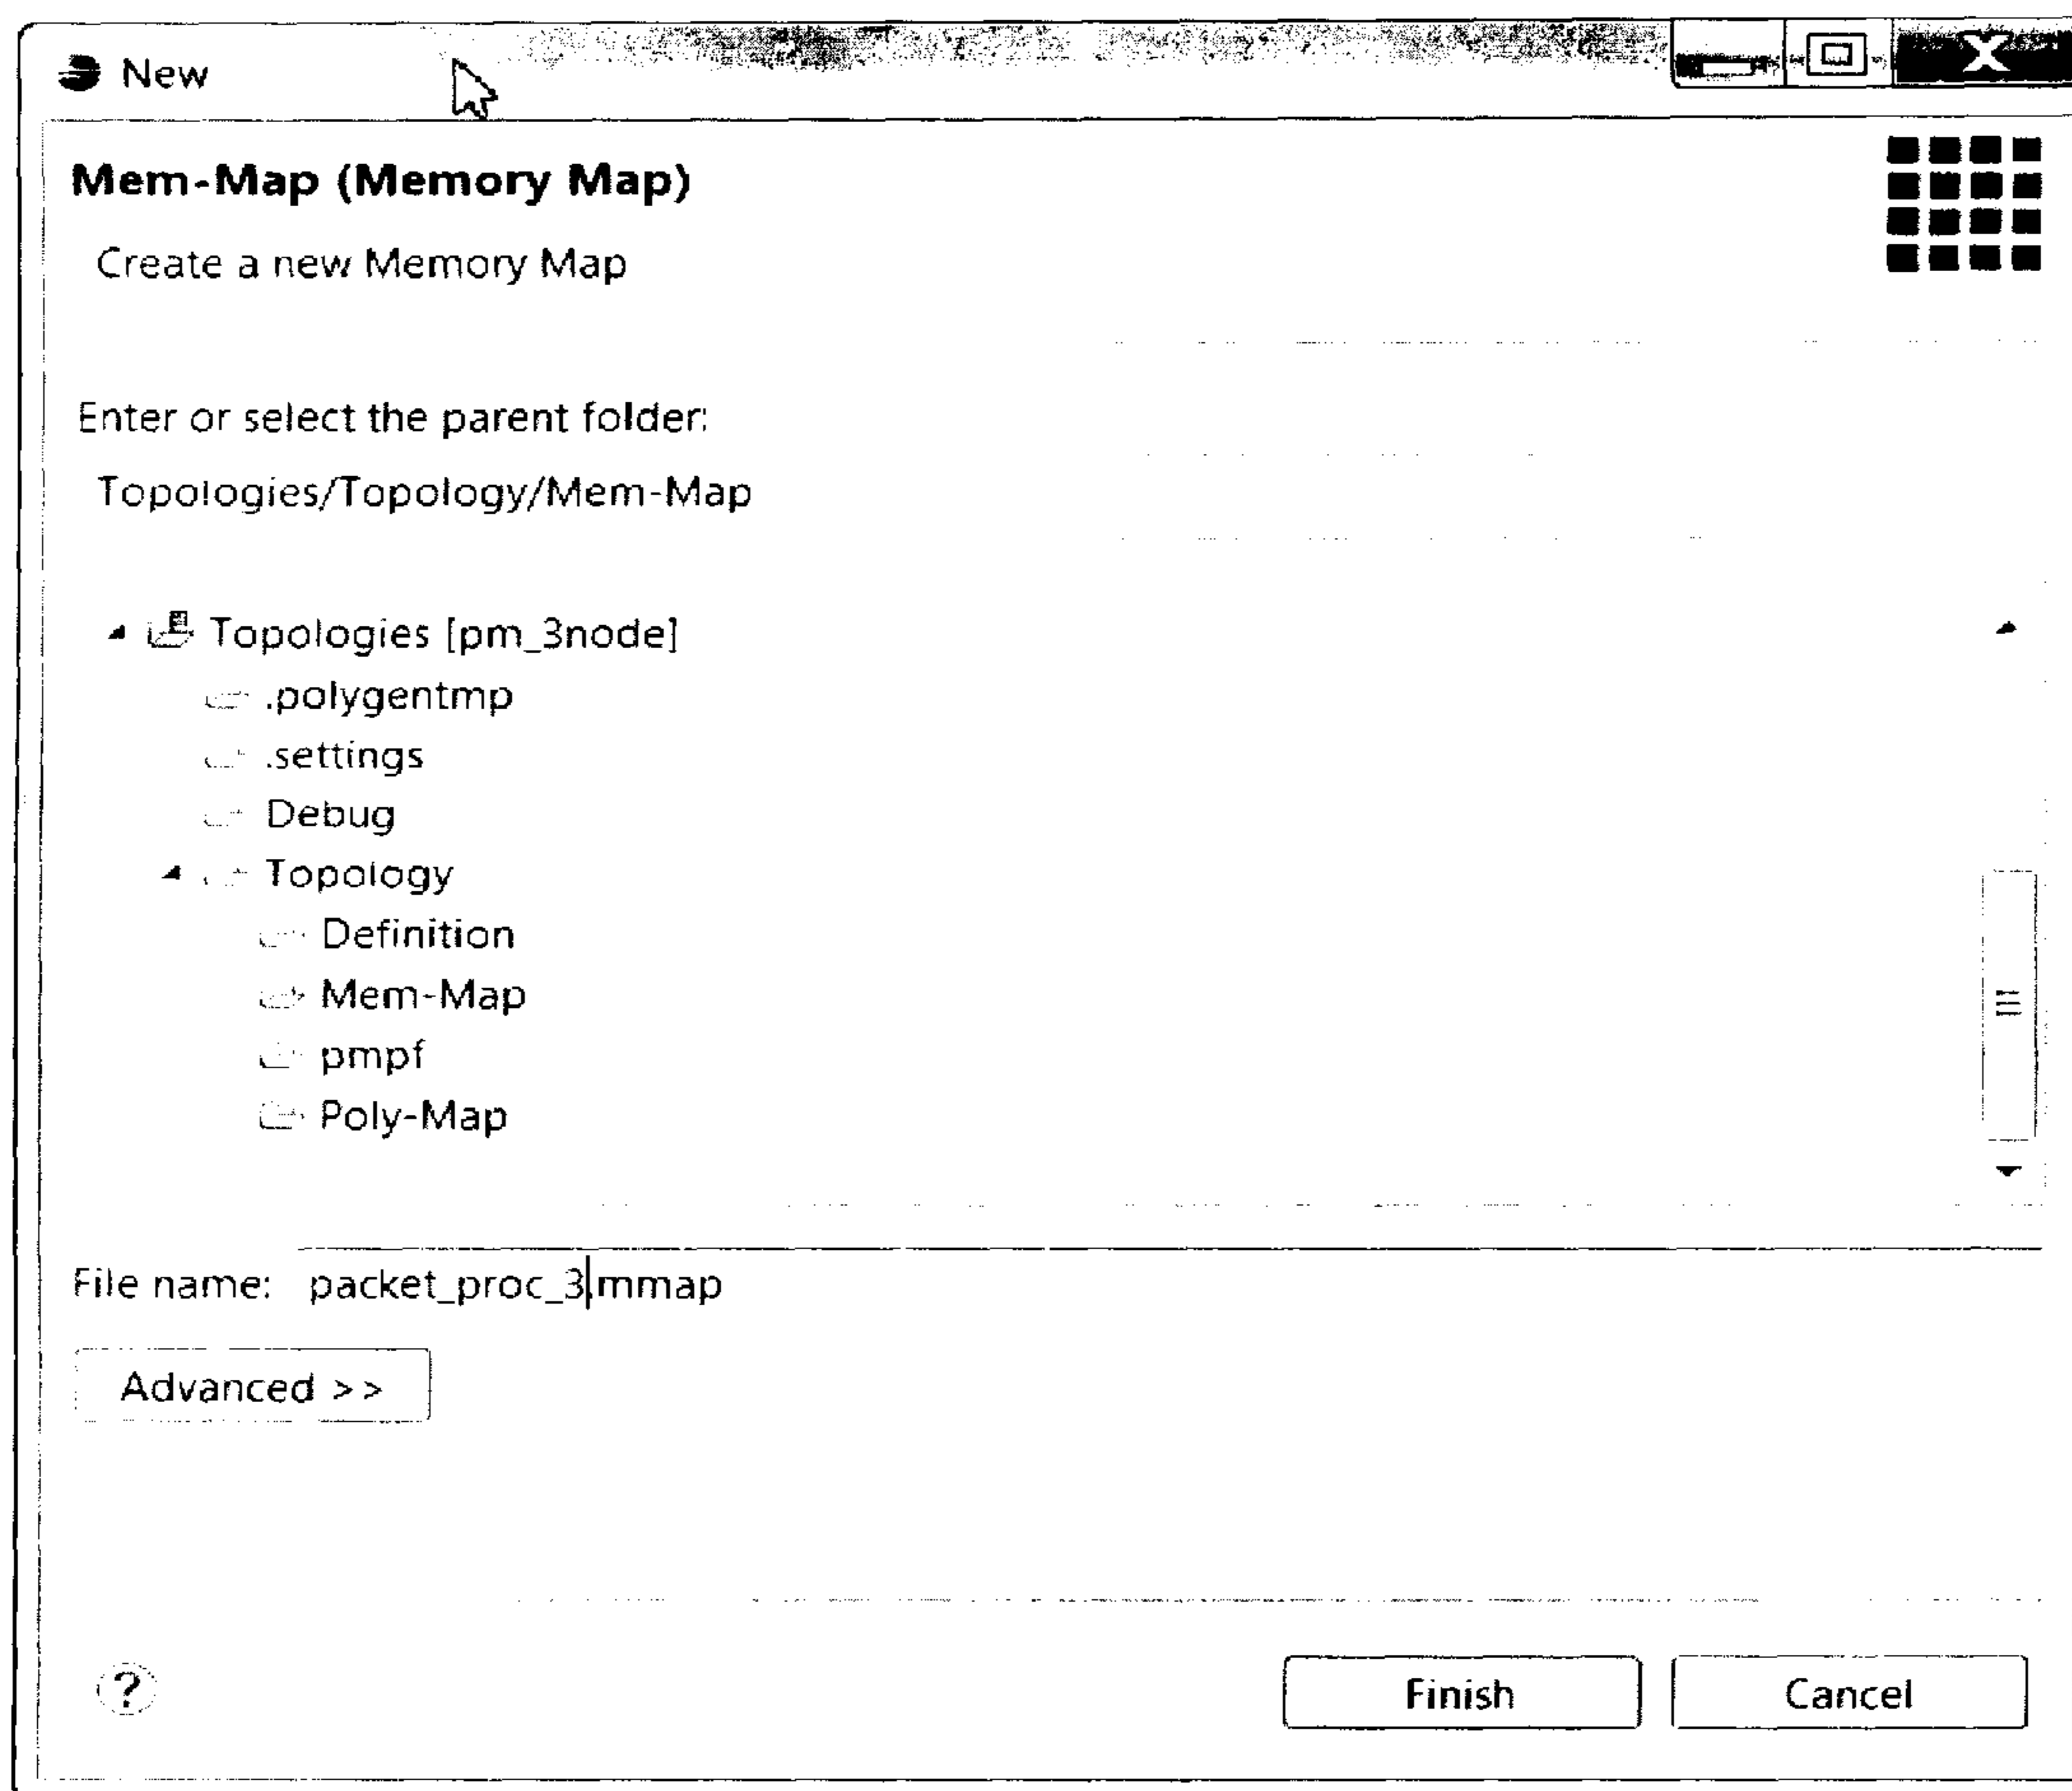 New
Mem-Map (Memory Map)
Create a new Memory Map
Enter or select the parent folder:
Topologies/Topology/Mem-Map
Topologies [pm_3node]
.polygentmp
.settings
Debug
Topology
Definition
Mem-Map
pmpf
Poly-Map
File name: packet_proc_3.mmap
Advanced >>
?
Finish
Cancel